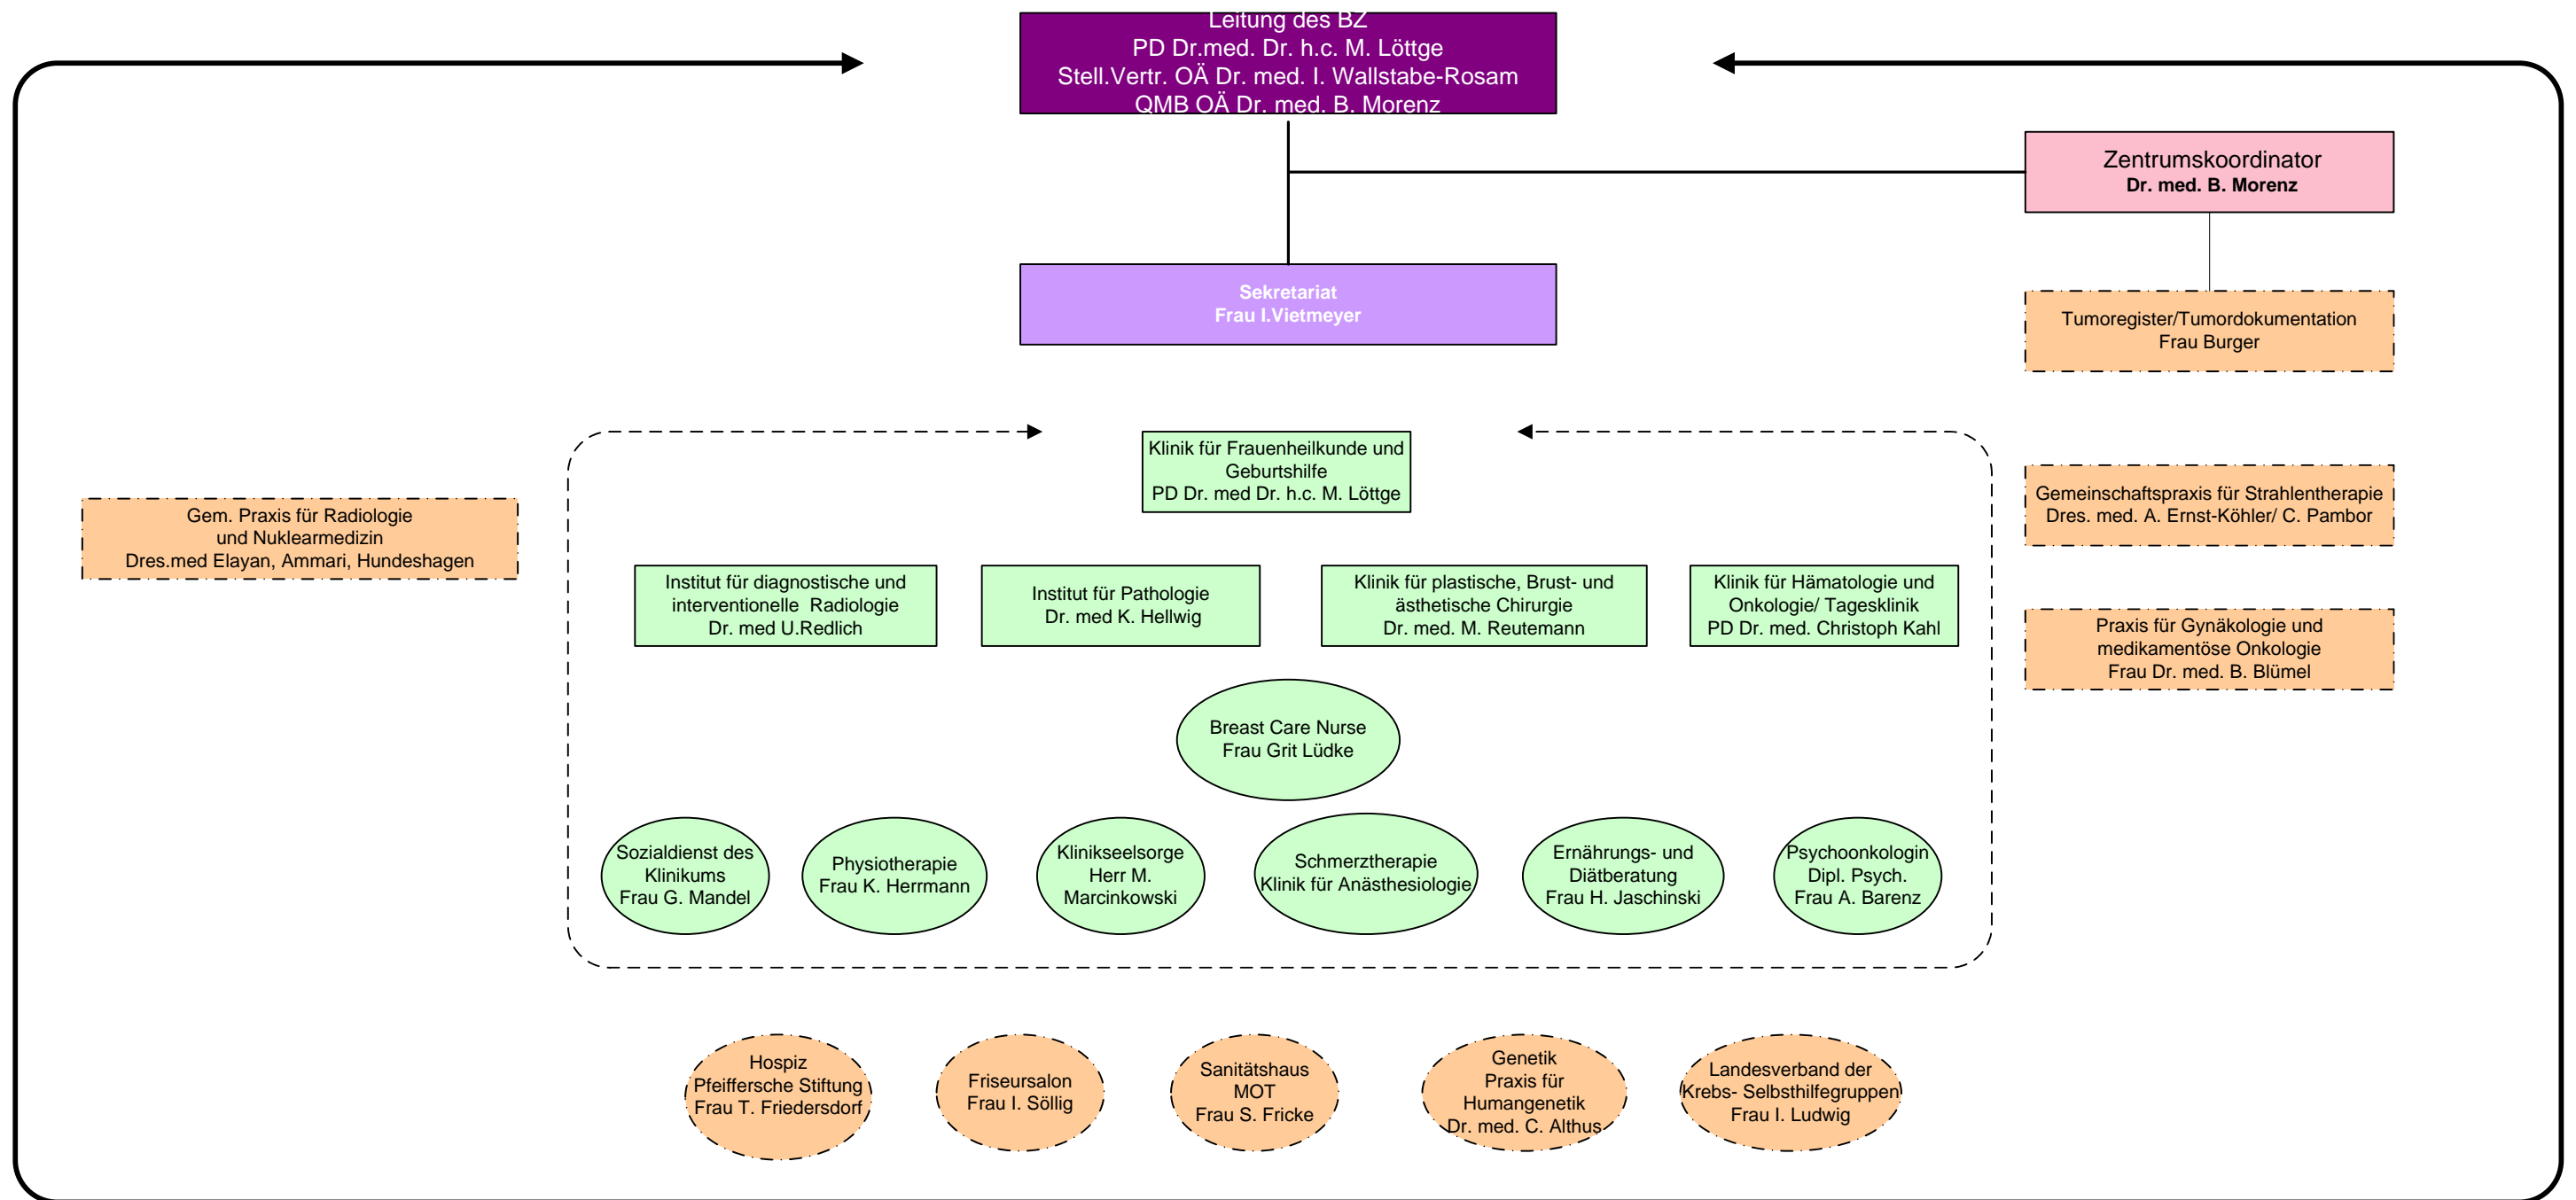 Leitung des BZ
PD Dr.med. Dr. h.c. M. Löttge
Stell.Vertr. OÄ Dr. med. I. Wallstabe-Rosam
QMB OÄ Dr. med. B. Morenz
Zentrumskoordinator
Dr. med. B. Morenz
Sekretariat
Frau I.Vietmeyer
Tumoregister/Tumordokumentation
Frau Burger
Klinik für Frauenheilkunde und
Geburtshilfe
PD Dr. med Dr. h.c. M. Löttge
Gemeinschaftspraxis für Strahlentherapie
Dres. med. A. Ernst-Köhler/ C. Pambor
Gem. Praxis für Radiologie
und Nuklearmedizin
Dres.med Elayan, Ammari, Hundeshagen
Institut für diagnostische und
interventionelle  Radiologie
Dr. med U.Redlich
Institut für Pathologie
Dr. med K. Hellwig
Klinik für plastische, Brust- und
ästhetische Chirurgie
Dr. med. M. Reutemann
Klinik für Hämatologie und
Onkologie/ Tagesklinik
PD Dr. med. Christoph Kahl
Praxis für Gynäkologie und
medikamentöse Onkologie
Frau Dr. med. B. Blümel
Breast Care Nurse
Frau Grit Lüdke
Sozialdienst des
Klinikums
Frau G. Mandel
Physiotherapie
Frau K. Herrmann
Klinikseelsorge
Herr M.
Marcinkowski
Schmerztherapie
Klinik für Anästhesiologie
Ernährungs- und
Diätberatung
Frau H. Jaschinski
Psychoonkologin
Dipl. Psych.
Frau A. Barenz
Hospiz
Pfeiffersche Stiftung
Frau T. Friedersdorf
Friseursalon
Frau I. Söllig
Sanitätshaus
MOT
Frau S. Fricke
Genetik
Praxis für
Humangenetik
Dr. med. C. Althus
Landesverband der
Krebs- Selbsthilfegruppen
Frau I. Ludwig